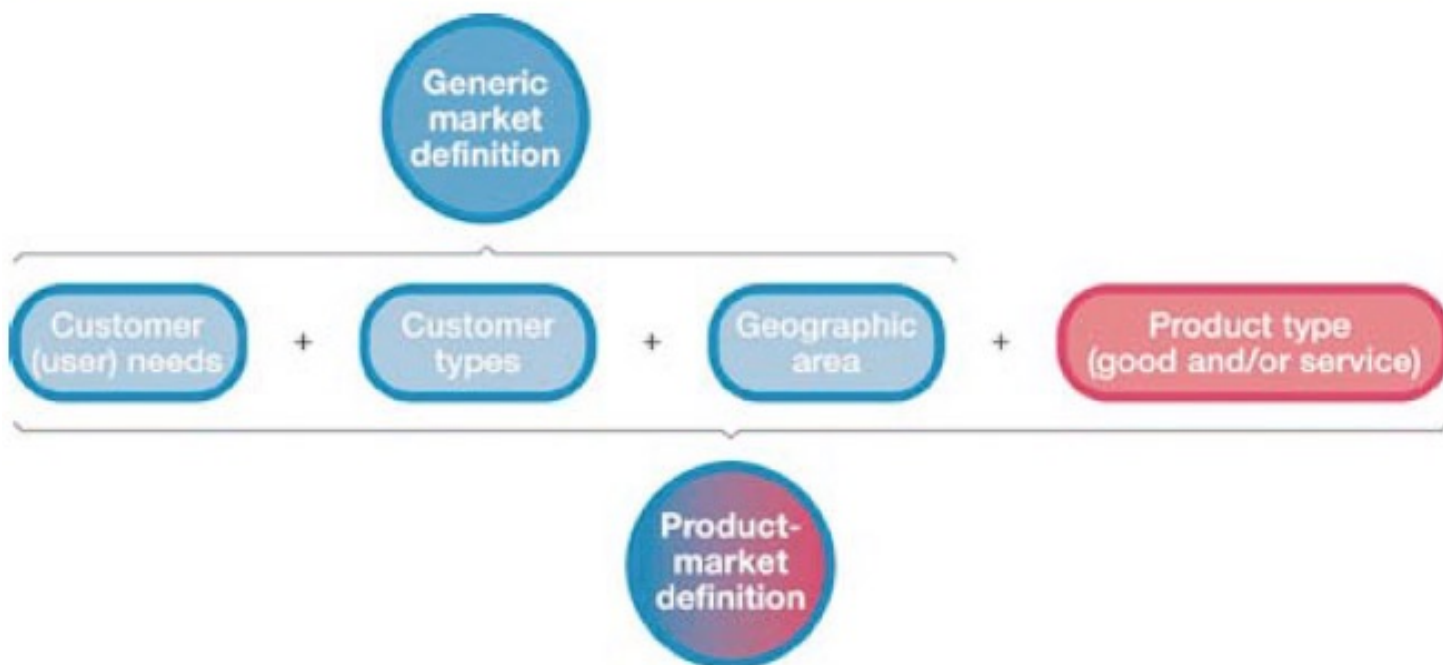 Generic
market
definition
Customer
(user) needs
+
Customer
types
+
Geographic
area
+
Product type
(good and/or service)
Product-
market
definition